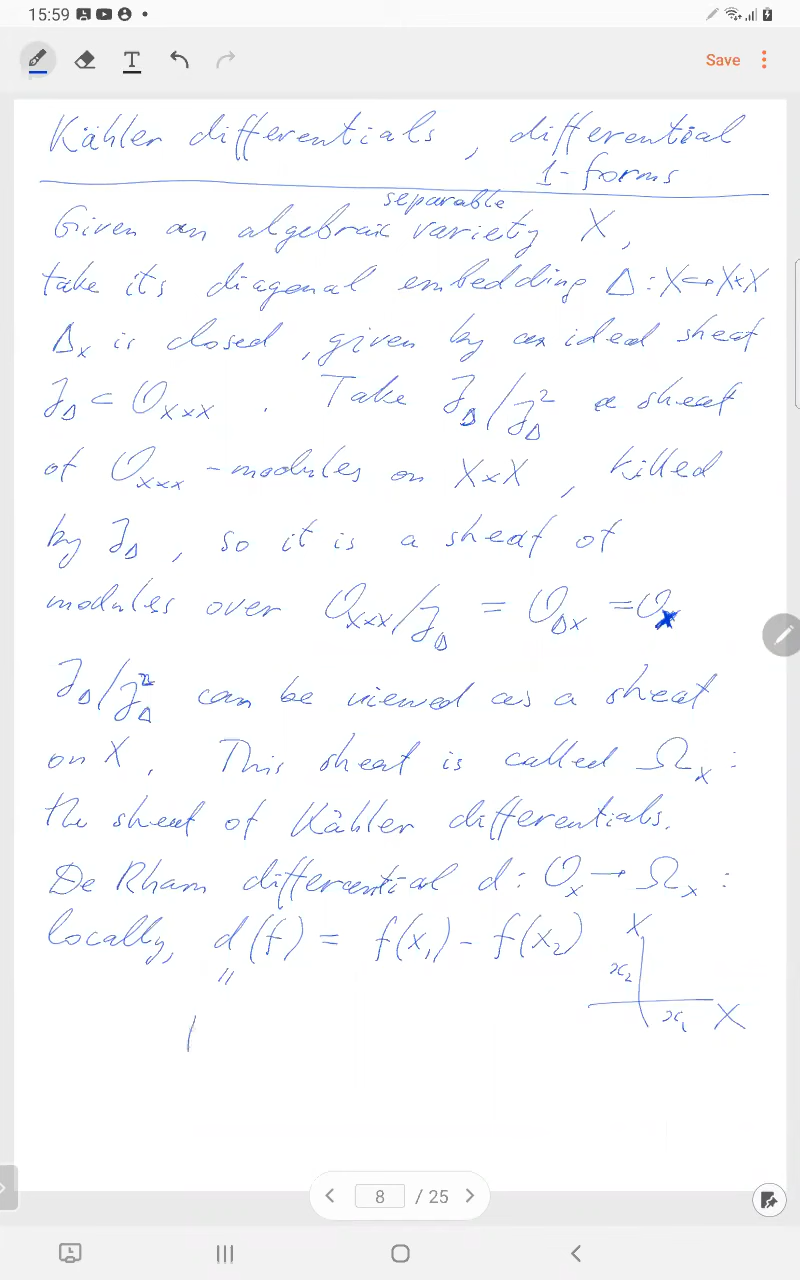 15:59
Save
Kähler differentials, differential
1-forms
separable
Given an algebraic variety X,
take its diagonal embedding Δ: X↪X×X
Δ_X is closed, given by an ideal sheaf
J_Δ ⊂ O_{X×X}. Take J_Δ/J_Δ^2 a sheaf
of O_{X×X}-modules on X×X, killed
by J_Δ, so it is a sheaf of
modules over O_{X×X}/J_Δ = O_{ΔX} = O_X
J_Δ/J_Δ^2 can be viewed as a sheaf
on X. This sheaf is called Ω_X:
the sheaf of Kähler differentials.
De Rham differential d: O_X → Ω_X:
locally, d(f) = f(x_1) - f(x_2)
X
x_2
x_1 X
8 / 25